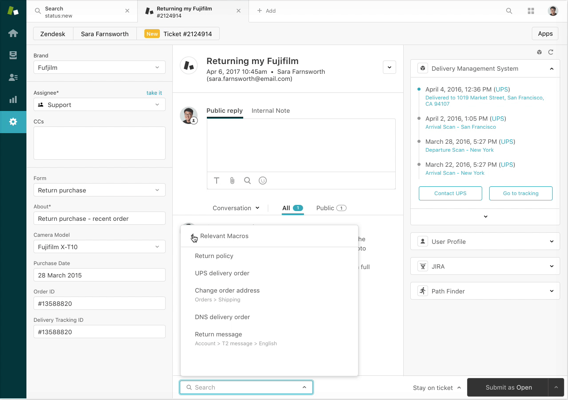 Search
status:new
Returning my Fujifilm
#2124914
+ Add
Zendesk
Sara Farnsworth
New Ticket #2124914
Apps
Brand
Fufjilm
Assignee*
take it
Support
CCs
Form
Return purchase
About*
Return purchase - recent order
Camera Model
Fujifilm X-T10
Purchase Date
28 March 2015
Order ID
#13588820
Delivery Tracking ID
#13588820
Returning my Fujifilm
Apr 6, 2017 10:45am • Sara Farnsworth
(sara.farnsworth@email.com)
Public reply
Internal Note
T
Conversation
All
Public 1
the
oto
full
Relevant Macros
Return policy
UPS delivery order
Change order address
Orders > Shipping
DNS delivery order
Return message
Account > T2 message > English
Search
Delivery Management System
April 4, 2016, 12:36 PM (UPS)
Delivered to 1019 Market Street, San Francisco,
CA 94107
April 2, 2016, 1:05 PM (UPS)
Arrival Scan - San Francisco
March 28, 2016, 5:27 PM (UPS)
Departure Scan - New York
March 22, 2016, 5:27 PM (UPS)
Arrival Scan - New York
Contact UPS
Go to tracking
User Profile
JIRA
Path Finder
Stay on ticket
Submit as Open